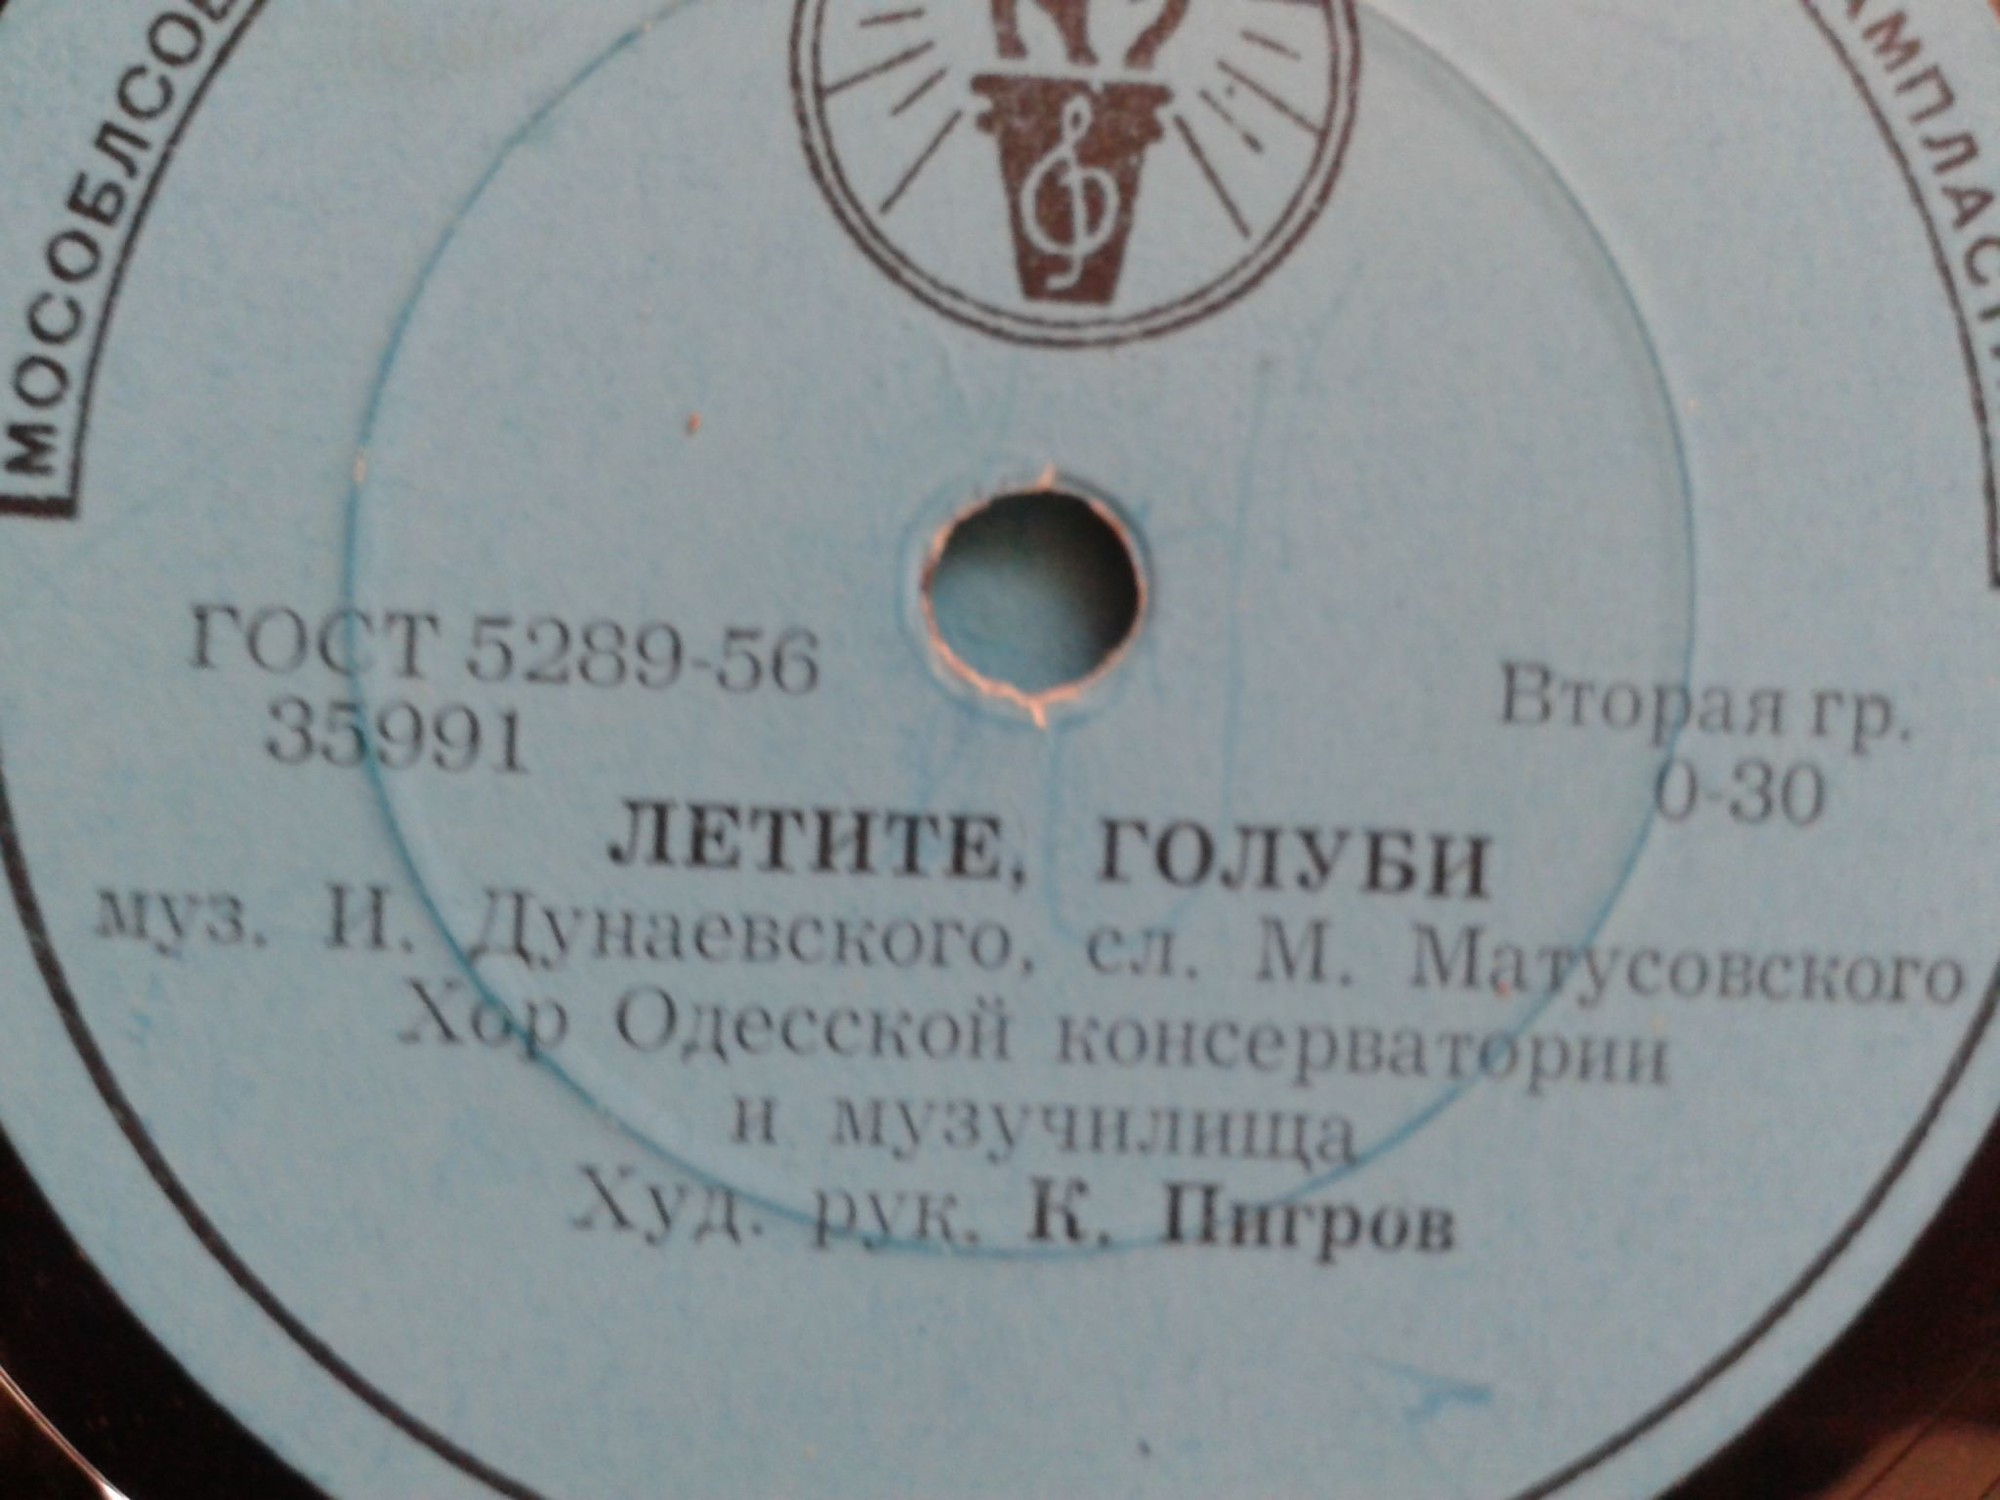 МОСОБЛСОВ
АМПЛАСТИ
ГОСТ 5289-56
35991
Вторая гр.
0-30
ЛЕТИТЕ, ГОЛУБИ
муз. И. Дунаевского, сл. М. Матусовского
Хор Одесской консерватории
и музучилища
Худ. рук. К. Пигров